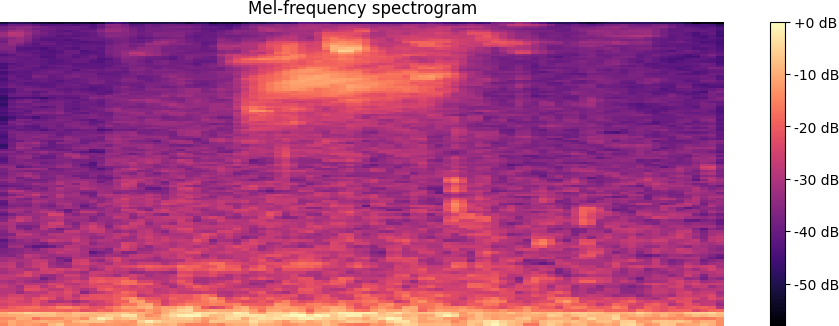 Mel-frequency spectrogram
+0 dB
-10 dB
-20 dB
-30 dB
-40 dB
-50 dB